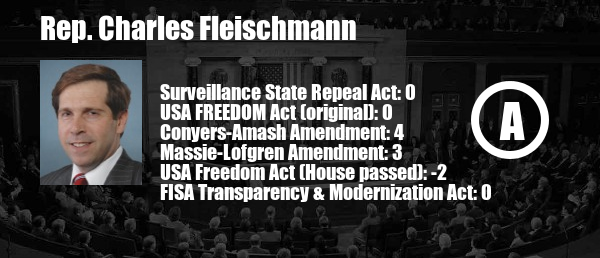 Rep. Charles Fleischmann
Surveillance State Repeal Act: 0
USA FREEDOM Act (original): 0
Conyers-Amash Amendment: 4
Massie-Lofgren Amendment: 3
USA Freedom Act (House passed): -2
FISA Transparency & Modernization Act: 0
A